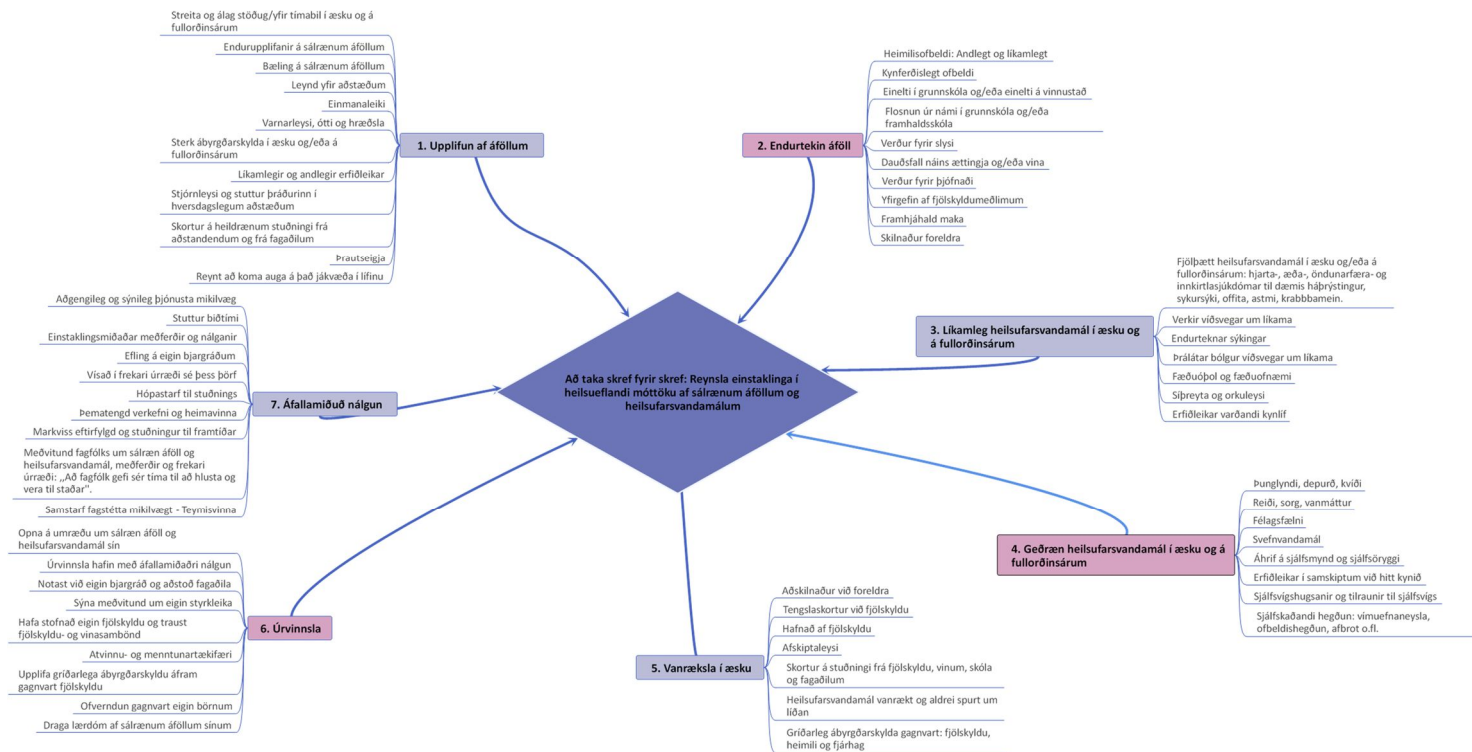 Streita og álag stöðug/yfir tímabil í æsku og á
fullorðinsárum
Endurupplifanir á sálrænum áföllum
Bæling á sálrænum áföllum
Leynd yfir aðstæðum
Einmanaleiki
Varnarleysi, ótti og hræðsla
Sterk ábyrgðarskylda í æsku og/eða á
fullorðinsárum
Líkamlegir og andlegir erfiðleikar
Stjórnleysi og stuttur þráðurinn í
hversdagslegum aðstæðum
Skortur á heildrænum stuðningi frá
aðstandendum og frá fagaðilum
Þrautseigja
Reynt að koma auga á það jákvæða í lífinu
1. Upplifun af áföllum
2. Endurtekin áföll
Heimilisofbeldi: Andlegt og líkamlegt
Kynferðislegt ofbeldi
Einelti í grunnskóla og/eða einelti á vinnustað
Flosnun úr námi í grunnskóla og/eða
framhaldsskóla
Verður fyrir slysi
Dauðsfall náins ættingja og/eða vina
Verður fyrir þjófnaði
Yfirgefin af fjölskyldumeðlimum
Framhjáhald maka
Skilnaður foreldra
3. Líkamleg heilsufarsvandamál í æsku og
á fullorðinsárum
Fjölþætt heilsufarsvandamál í æsku og/eða á
fullorðinsárum: hjarta-, æða-, öndunarfæra- og
innkirtlasjúkdómar til dæmis háþrýstingur,
sykursýki, offita, astmi, krabbamein.
Verkir víðsvegar um líkama
Endurteknar sýkingar
Þrálátar bólgur víðsvegar um líkama
Fæðuóþol og fæðuofnæmi
Síþreyta og orkuleysi
Erfiðleikar varðandi kynlíf
Að taka skref fyrir skref: Reynsla einstaklinga í
heilsueflandi móttöku af sálrænum áföllum og
heilsufarsvandamálum
Aðgengileg og sýnileg þjónusta mikilvæg
Stuttur biðtími
Einstaklingsmiðaðar meðferðir og nálganir
Efling á eigin bjargráðum
Vísað í frekari úrræði sé þess þörf
Hópastarf til stuðnings
Þematengd verkefni og heimavinna
Markviss eftirfylgd og stuðningur til framtíðar
Meðvitund fagfólks um sálræn áföll og
heilsufarsvandamál, meðferðir og frekari
úrræði: „Að fagfólk gefi sér tíma til að hlusta og
vera til staðar".
Samstarf fagstétta mikilvægt - Teymisvinna
7. Áfallamiðuð nálgun
4. Geðræn heilsufarsvandamál í æsku og á
fullorðinsárum
Þunglyndi, depurð, kvíði
Reiði, sorg, vanmáttur
Félagsfælni
Svefnvandamál
Áhrif á sjálfsmynd og sjálfsöryggi
Erfiðleikar í samskiptum við hitt kynið
Sjálfsvígshugsanir og tilraunir til sjálfsvígs
Sjálfskaðandi hegðun: vímuefnaneysla,
ofbeldishegðun, afbrot o.fl.
Opna á umræðu um sálræn áföll og
heilsufarsvandamál sín
Úrvinnsla hafin með áfallamiðaðri nálgun
Notast við eigin bjargráð og aðstoð fagaðila
Sýna meðvitund um eigin styrkleika
Hafa stofnað eigin fjölskyldu og traust
fjölskyldu- og vinasambönd
Atvinnu- og menntunartækifæri
Upplifa gríðarlega ábyrgðarskyldu áfram
gagnvart fjölskyldu
Ofverndun gagnvart eigin börnum
Draga lærdóm af sálrænum áföllum sínum
6. Úrvinnsla
5. Vanræksla í æsku
Aðskilnaður við foreldra
Tengslaskortur við fjölskyldu
Hafnað af fjölskyldu
Afskiptaleysi
Skortur á stuðningi frá fjölskyldu, vinum, skóla
og fagaðilum
Heilsufarsvandamál vanrækt og aldrei spurt um
líðan
Gríðarleg ábyrgðarskylda gagnvart: fjölskyldu,
heimili og fjárhag